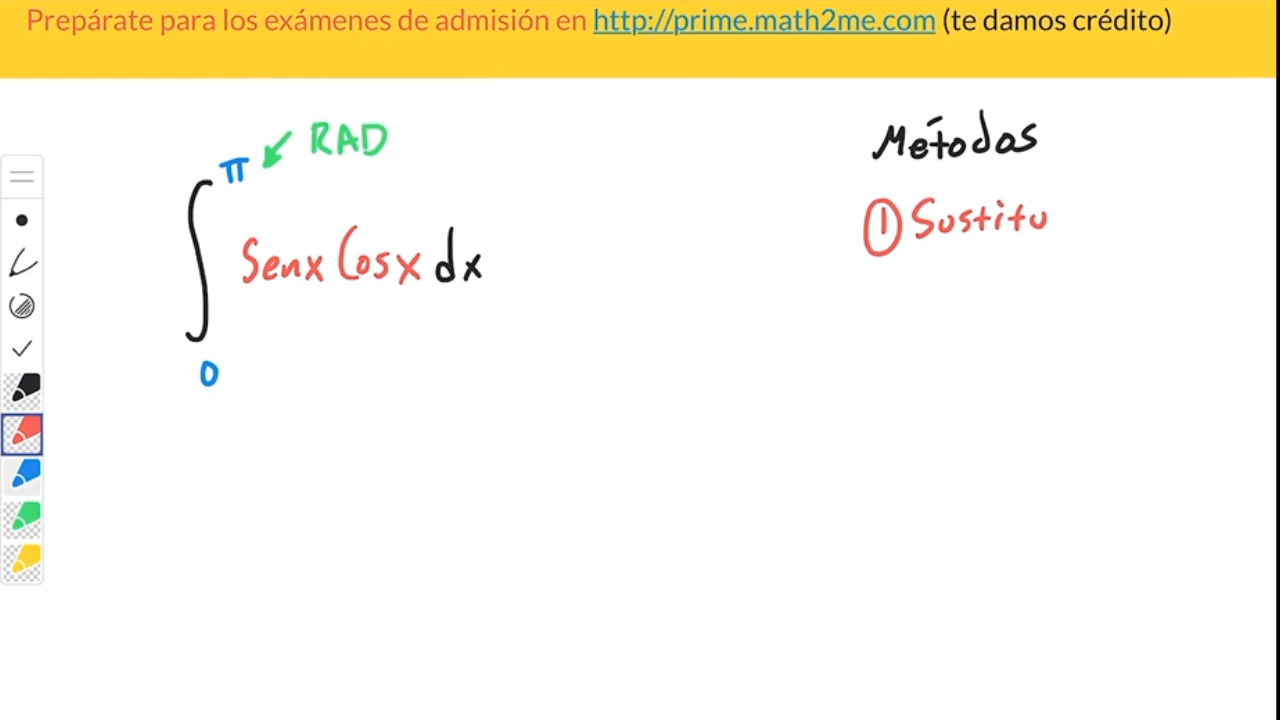 Prepárate para los exámenes de admisión en http://prime.math2me.com (te damos crédito)
π RAD
∫ Senx Cosx dx
0
Métodos
① Sustitu